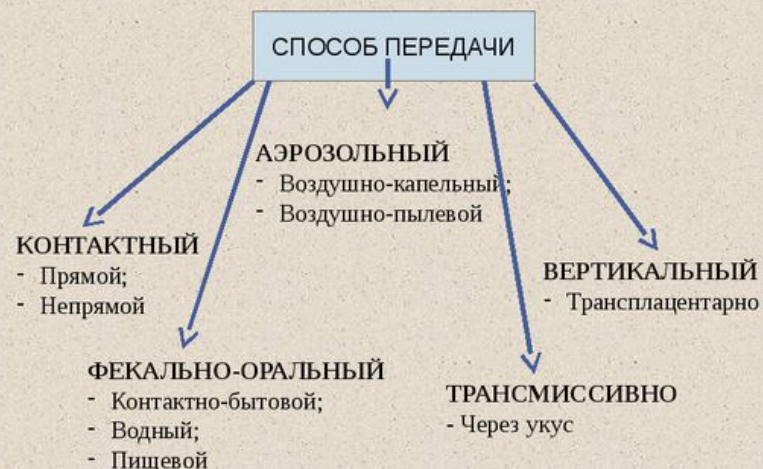 СПОСОБ ПЕРЕДАЧИ
АЭРОЗОЛЬНЫЙ
- Воздушно-капельный;
- Воздушно-пылевой
КОНТАКТНЫЙ
- Прямой;
- Непрямой
ВЕРТИКАЛЬНЫЙ
- Трансплацентарно
ФЕКАЛЬНО-ОРАЛЬНЫЙ
- Контактно-бытовой;
- Водный;
- Пищевой
ТРАНСМИССИВНО
- Через укус